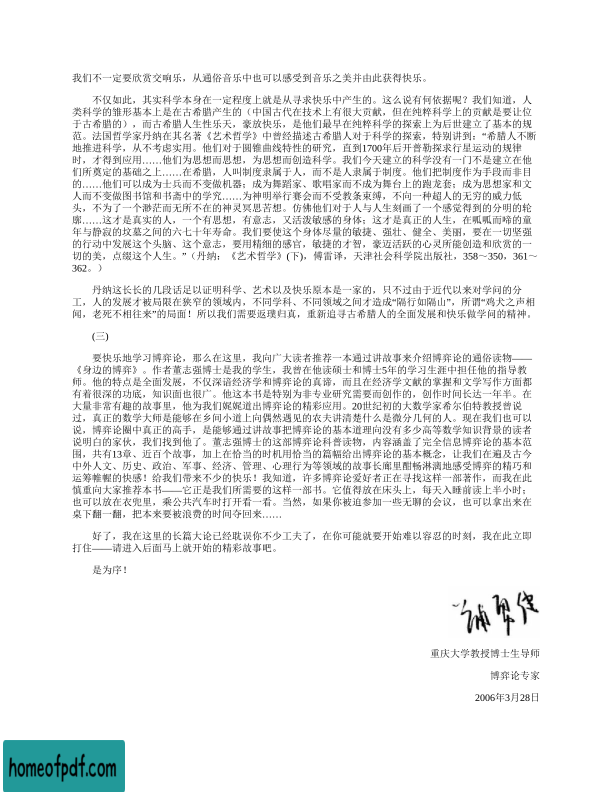 我们不一定要欣赏交响乐，从通俗音乐中也可以感受到音乐之美并由此获得快乐。
不仅如此，其实科学本身在一定程度上就是从寻求快乐中产生的。这么说有何依据呢？我们知道，人
类科学的雏形基本上是在古希腊产生的（中国古代在技术上有很大贡献，但在纯粹科学上的贡献是要让位
于古希腊的），而古希腊人生性乐天，豪放快乐，是他们最早在纯粹科学的探索上为后世建立了基本的规
范。法国哲学家丹纳在其名著《艺术哲学》中曾经描述古希腊人对于科学的探索，特别讲到：“希腊人不断
地推进科学，从不考虑实用。他们对于圆锥曲线特性的研究，直到1700年后开普勒探求行星运动的规律
时，才得到应用……他们为思想而思想，为思想而创造科学。我们今天建立的科学没有一门不是建立在他
们所奠定的基础之上……在希腊，人叫制度隶属于人，而不是人隶属于制度。他们把制度作为手段而非目
的……他们可以成为士兵而不变做机器；成为舞蹈家、歌唱家而不成为舞台上的跑龙套；成为思想家和文
人而不变做图书馆和书斋中的学究……为神明举行赛会而不受教条束缚，不向一种超人的无穷的威力低
头，不为了一个渺茫而无所不在的神灵冥思苦想。仿佛他们对于人与人生刻画了一个感觉得到的分明的轮
廓……这才是真实的人，一个有思想，有意志，又活泼敏感的身体；这才是真正的人生，在呱呱而啼的童
年与静寂的坟墓之间的六七十年寿命。我们要使这个身体尽量的敏捷、强壮、健全、美丽，要在一切坚强
的行动中发展这个头脑、这个意志，要用精细的感官，敏捷的才智，豪迈活跃的心灵所能创造和欣赏的一
切的美，点缀这个人生。”（丹纳：《艺术哲学》(下)，傅雷译，天津社会科学院出版社，358～350，361～
362。）
丹纳这长长的几段话足以证明科学、艺术以及快乐原本是一家的，只不过由于近代以来对学问的分
工，人的发展才被局限在狭窄的领域内，不同学科、不同领域之间才造成“隔行如隔山”，所谓“鸡犬之声相
闻，老死不相往来”的局面！所以我们需要返璞归真，重新追寻古希腊人的全面发展和快乐做学问的精神。
(三)
要快乐地学习博弈论，那么在这里，我向广大读者推荐一本通过讲故事来介绍博弈论的通俗读物——
《身边的博弈》。作者董志强博士是我的学生，我曾在他读硕士和博士5年的学习生涯中担任他的指导教
师。他的特点是全面发展，不仅深谙经济学和博弈论的真谛，而且在经济学文献的掌握和文学写作方面都
有着很深的功底，知识面也很广。他这本书是特别为非专业研究需要而创作的，创作时间长达一年半。在
大量非常有趣的故事里，他为我们娓娓道出博弈论的精彩应用。20世纪初的大数学家希尔伯特教授曾说
过，真正的数学大师是能够在乡间小道上向偶然遇见的农夫讲清楚什么是微分几何的人。现在我们也可以
说，博弈论圈中真正的高手，是能够通过讲故事把博弈论的基本道理向没有多少高等数学知识背景的读者
说明白的家伙，我们找到他了。董志强博士的这部博弈论科普读物，内容涵盖了完全信息博弈论的基本范
围，共有13章、近百个故事，加上在恰当的时机用恰当的篇幅给出博弈论的基本概念，让我们在遍及古今
中外人文、历史、政治、军事、经济、管理、心理行为等领域的故事长廊里酣畅淋漓地感受博弈的精巧和
运筹帷幄的快感！给我们带来不少的快乐！我知道，许多博弈论爱好者正在寻找这样一部著作，而我在此
慎重向大家推荐本书——它正是我们所需要的这样一部书。它值得放在床头上，每天入睡前读上半小时；
也可以放在衣兜里，乘公共汽车时打开看一看。当然，如果你被迫参加一些无聊的会议，也可以拿出来在
桌下翻一翻，把本来要被浪费的时间夺回来……
好了，我在这里的长篇大论已经耽误你不少工夫了，在你可能就要开始难以容忍的时刻，我在此立即
打住——请进入后面马上就开始的精彩故事吧。
是为序！
重庆大学教授博士生导师
博弈论专家
2006年3月28日
homeofpdf.com